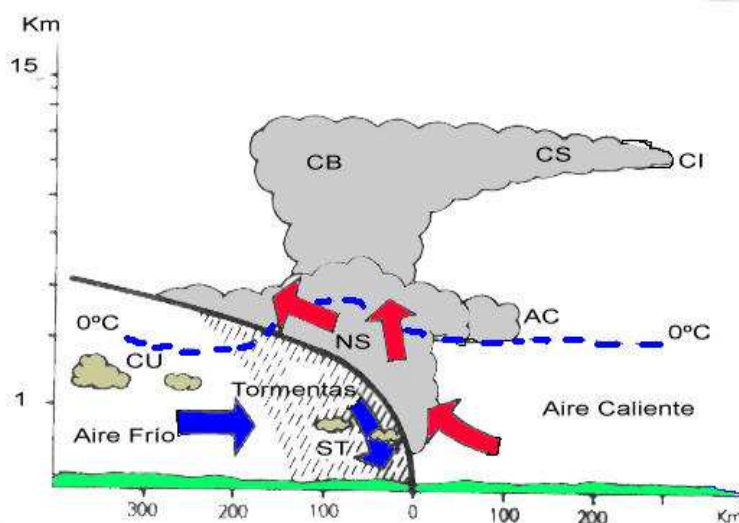 Km
15
CB
CS
CI
AC
0ºC
NS
0ºC
CU
1
Tormentas
Aire Caliente
Aire Frío
ST
300
200
100
0
100
200
Km